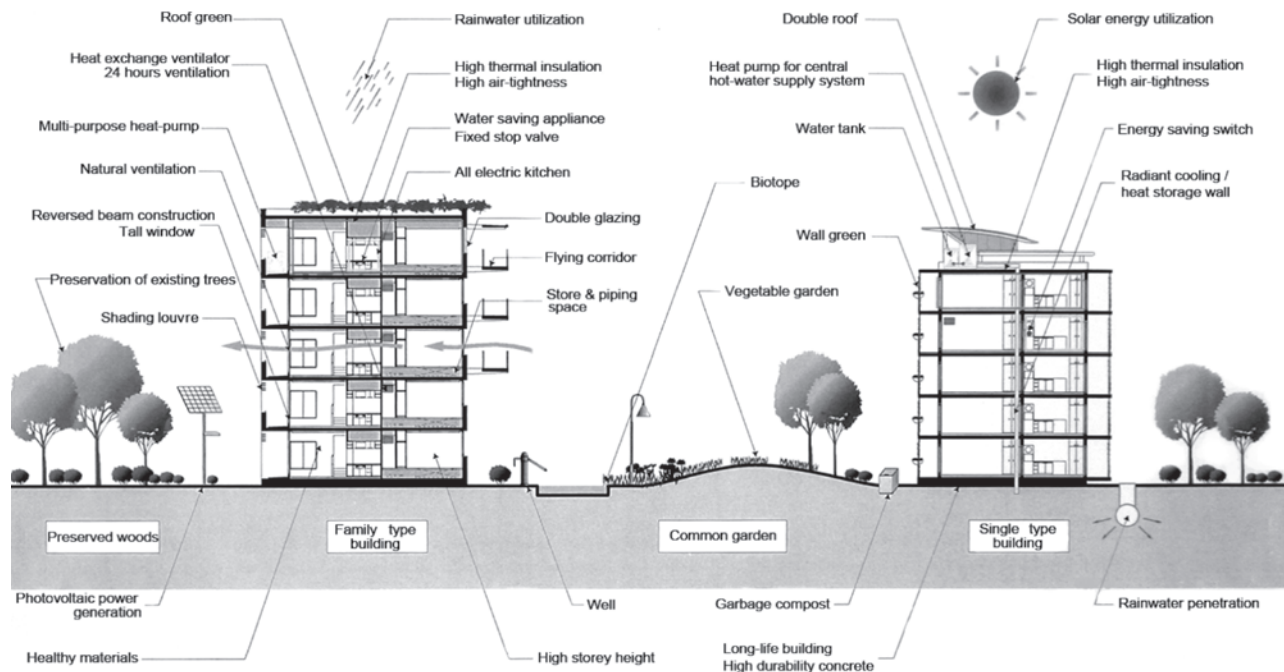 Roof green
Rainwater utilization
Double roof
Solar energy utilization
Heat exchange ventilator
24 hours ventilation
High thermal insulation
High air-tightness
Heat pump for central
hot-water supply system
High thermal insulation
High air-tightness
Multi-purpose heat-pump
Water saving appliance
Fixed stop valve
Water tank
Energy saving switch
Natural ventilation
All electric kitchen
Biotope
Radiant cooling /
heat storage wall
Reversed beam construction
Tall window
Double glazing
Wall green
Flying corridor
Preservation of existing trees
Store & piping
space
Vegetable garden
Shading louvre
Preserved woods
Family type
building
Common garden
Single type
building
Photovoltaic power
generation
Well
Garbage compost
Rainwater penetration
Healthy materials
High storey height
Long-life building
High durability concrete